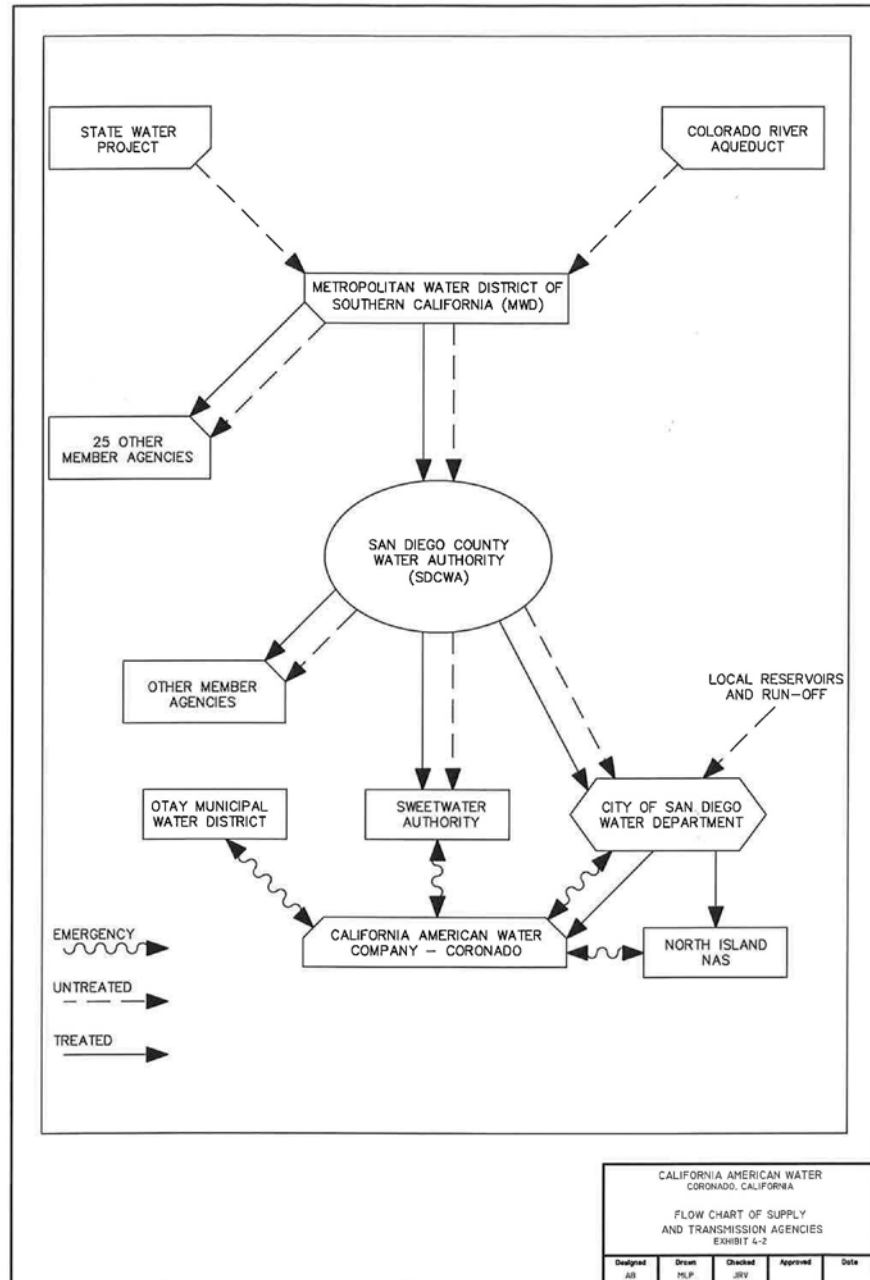 STATE WATER
PROJECT
COLORADO RIVER
AQUEDUCT
METROPOLITAN WATER DISTRICT OF
SOUTHERN CALIFORNIA (MWD)
25 OTHER
MEMBER AGENCIES
SAN DIEGO COUNTY
WATER AUTHORITY
(SDCWA)
OTHER MEMBER
AGENCIES
LOCAL RESERVOIRS
AND RUN-OFF
OTAY MUNICIPAL
WATER DISTRICT
SWEETWATER
AUTHORITY
CITY OF SAN DIEGO
WATER DEPARTMENT
CALIFORNIA AMERICAN WATER
COMPANY - CORONADO
NORTH ISLAND
NAS
EMERGENCY
UNTREATED
TREATED
CALIFORNIA AMERICAN WATER
CORONADO, CALIFORNIA
FLOW CHART OF SUPPLY
AND TRANSMISSION AGENCIES
EXHIBIT 4-2
Designed Drawn Checked Approved Date
AB MLP JRV